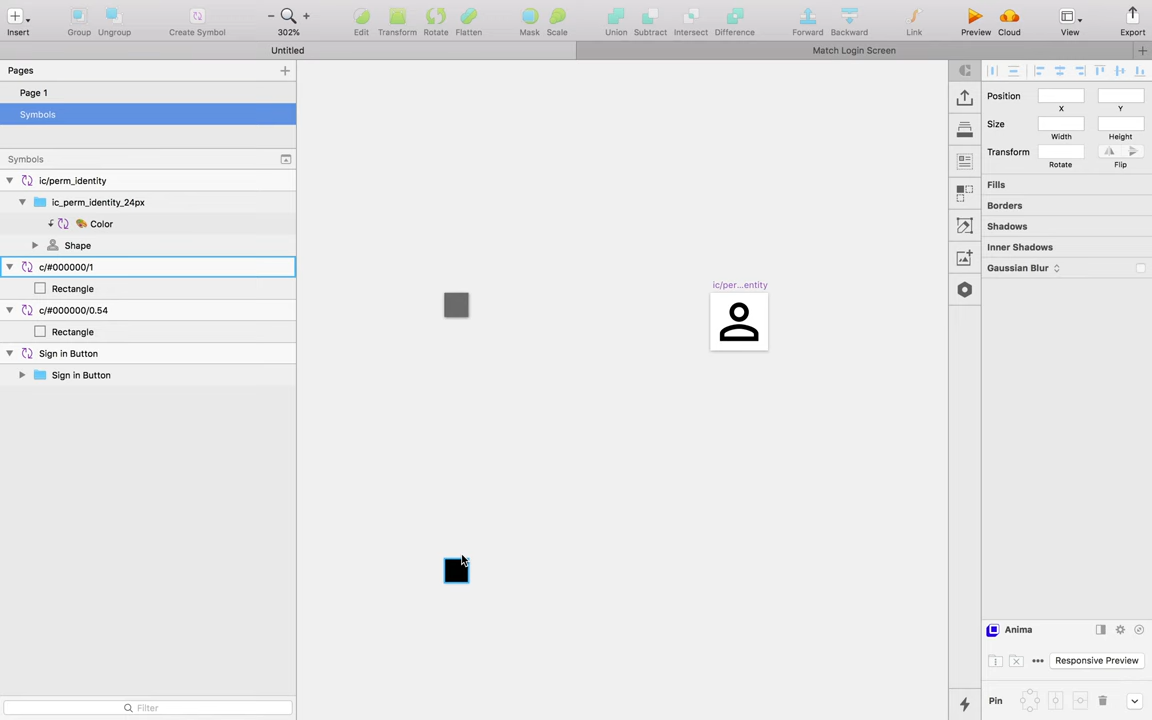 Insert
Group
Ungroup
Create Symbol
302%
Edit
Transform
Rotate
Flatten
Mask
Scale
Union
Subtract
Intersect
Difference
Forward
Backward
Link
Preview
Cloud
View
Export
Untitled
Match Login Screen
Pages
Page 1
Symbols
Symbols
ic/perm_identity
ic_perm_identity_24px
Color
Shape
c/#000000/1
Rectangle
c/#000000/0.54
Rectangle
Sign in Button
Sign in Button
Filter
ic/per...entity
Position
X
Y
Size
Width
Height
Transform
Rotate
Flip
Fills
Borders
Shadows
Inner Shadows
Gaussian Blur
Anima
Responsive Preview
Pin